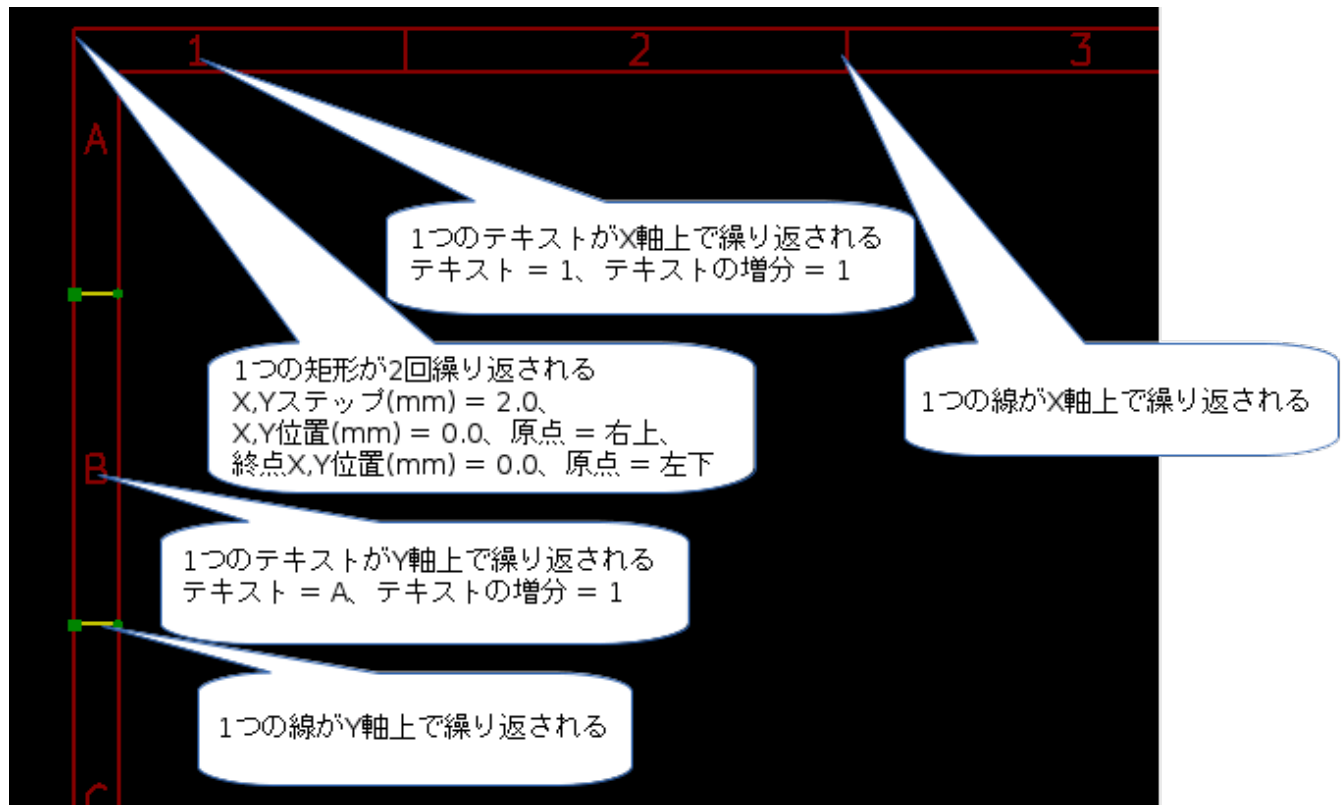 1
2
3
A
1つのテキストがX軸上で繰り返される
テキスト = 1、テキストの増分 = 1
1つの矩形が2回繰り返される
X,Yステップ(mm) = 2.0、
X,Y位置(mm) = 0.0、原点 = 右上、
終点X,Y位置(mm) = 0.0、原点 = 左下
1つの線がX軸上で繰り返される
B
1つのテキストがY軸上で繰り返される
テキスト = A、テキストの増分 = 1
1つの線がY軸上で繰り返される
C